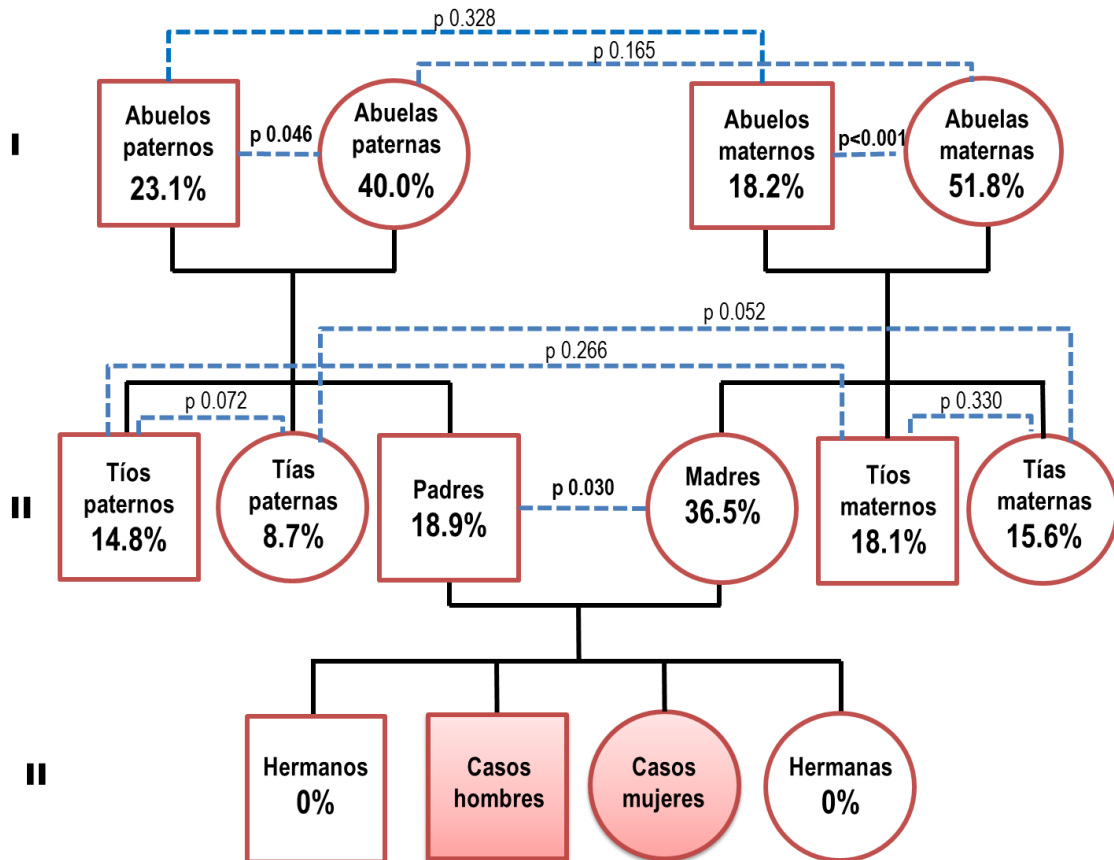 p 0.328
p 0.165
I
Abuelos
paternos
23.1%
p 0.046
Abuelas
paternas
40.0%
Abuelos
maternos
18.2%
p<0.001
Abuelas
maternas
51.8%
p 0.052
p 0.266
p 0.072
p 0.330
II
Tíos
paternos
14.8%
Tías
paternas
8.7%
Padres
18.9%
p 0.030
Madres
36.5%
Tíos
maternos
18.1%
Tías
maternas
15.6%
II
Hermanos
0%
Casos
hombres
Casos
mujeres
Hermanas
0%